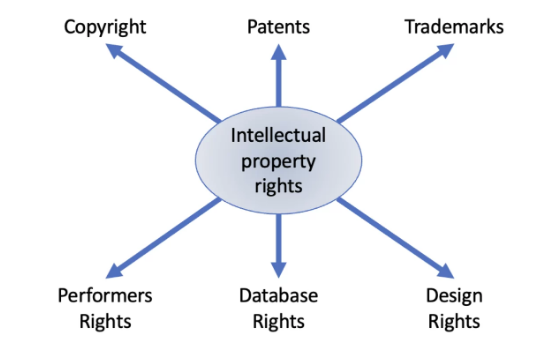 Copyright
Patents
Trademarks
Intellectual
property
rights
Performers
Rights
Database
Rights
Design
Rights